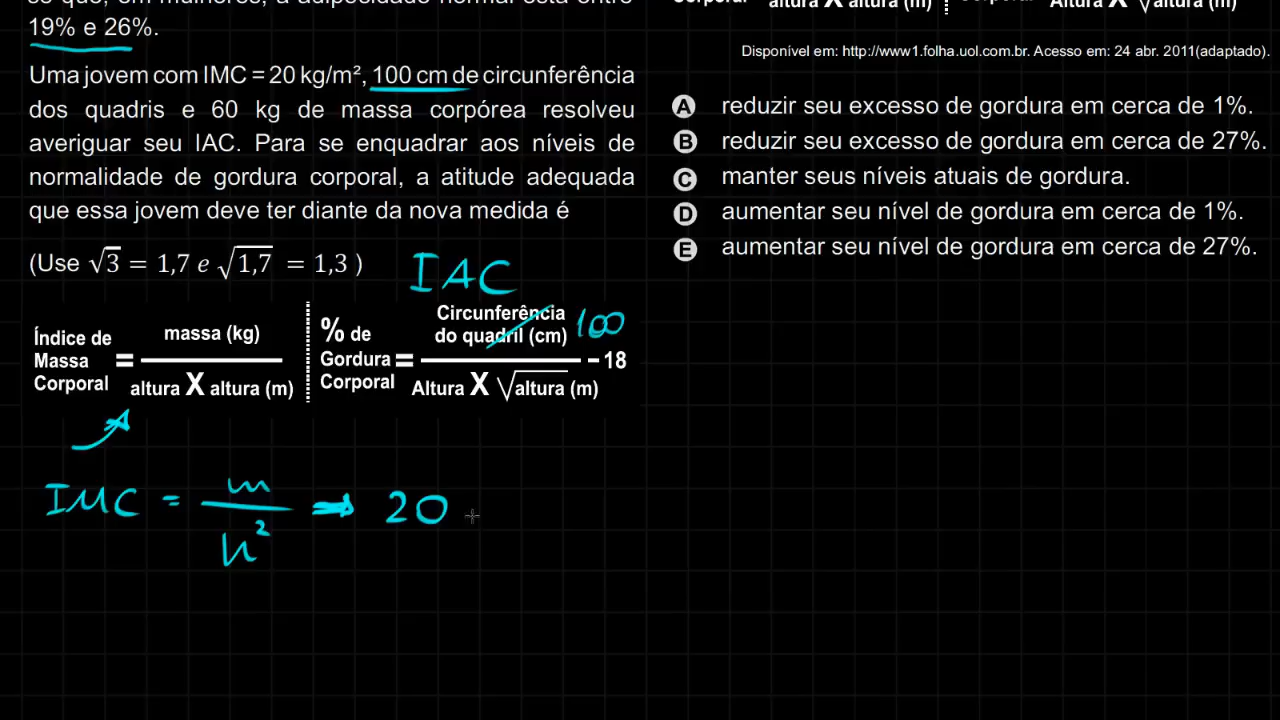 19% e 26%.
Uma jovem com IMC = 20 kg/m², 100 cm de circunferência
dos quadris e 60 kg de massa corpórea resolveu
averiguar seu IAC. Para se enquadrar aos níveis de
normalidade de gordura corporal, a atitude adequada
que essa jovem deve ter diante da nova medida é
(Use √3 = 1,7 e √1,7 = 1,3 )
IAC
Índice de
Massa
Corporal
=
massa (kg)
altura X altura (m)
% de
Gordura
Corporal
=
Circunferência
do quadril (cm)
100
Altura X √altura (m)
– 18
IMC = m/h² → 20
altura X altura (m)
Altura X √altura (m)
Disponível em: http://www1.folha.uol.com.br. Acesso em: 24 abr. 2011(adaptado).
A reduzir seu excesso de gordura em cerca de 1%.
B reduzir seu excesso de gordura em cerca de 27%.
C manter seus níveis atuais de gordura.
D aumentar seu nível de gordura em cerca de 1%.
E aumentar seu nível de gordura em cerca de 27%.